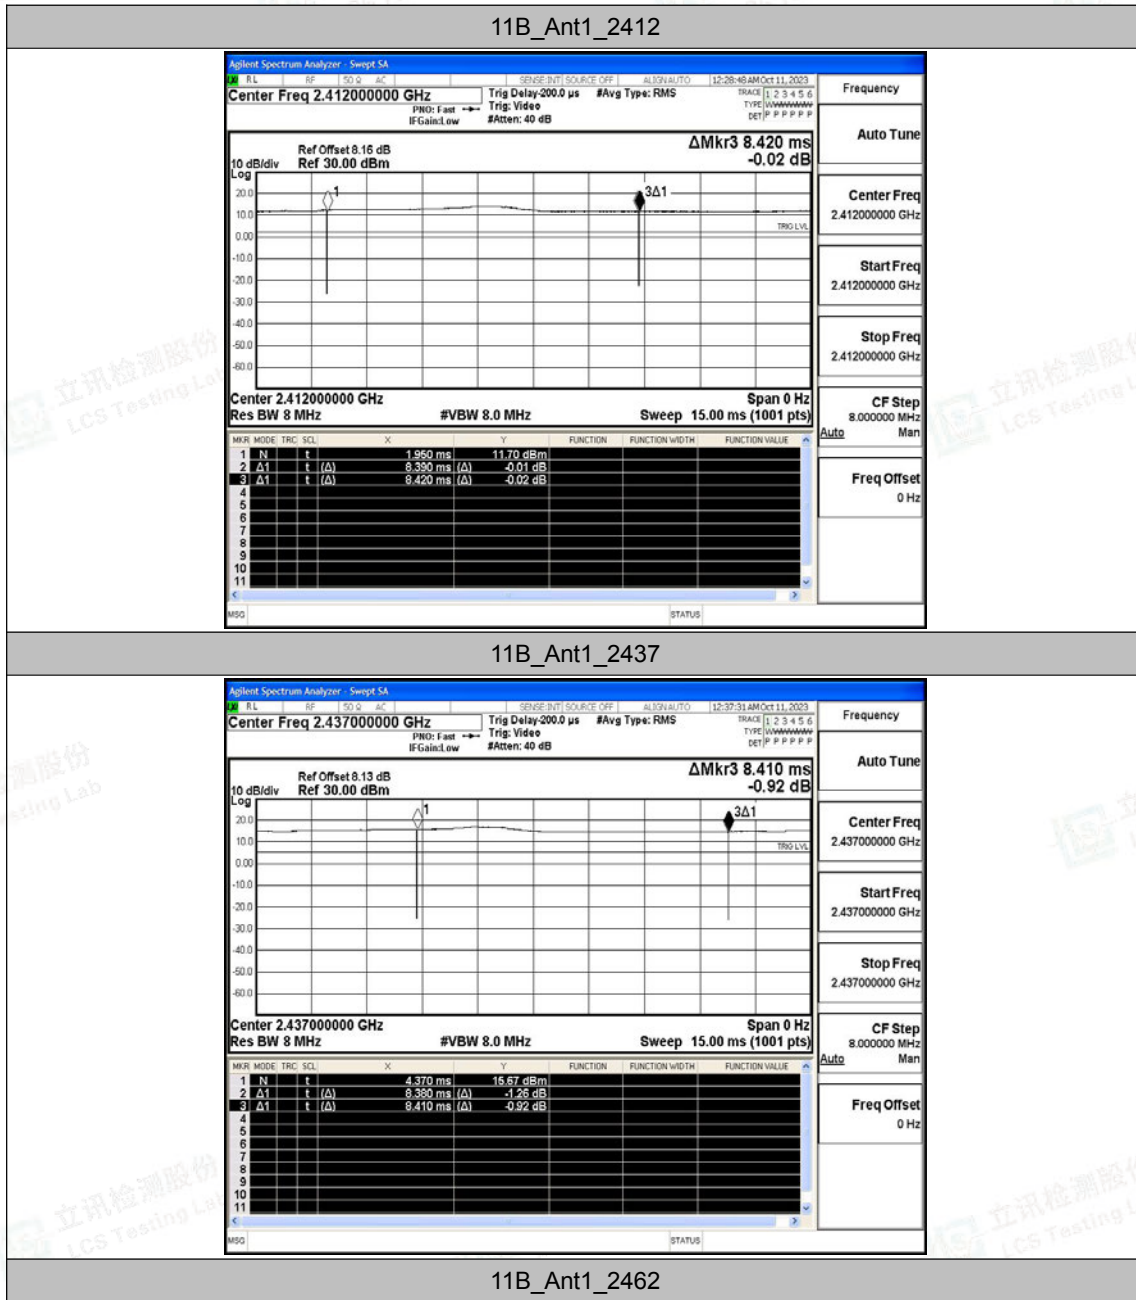 11B_Ant1_2412
Agilent Spectrum Analyzer - Swept SA
RL RF 50 Ω AC SENSE:INT SOURCE OFF ALIGN AUTO 12:28:48 AM Oct 11, 2023
Center Freq 2.412000000 GHz
PNO: Fast
IFGain:Low
Trig Delay-200.0 µs #Avg Type: RMS
Trig: Video
#Atten: 40 dB
TRACE 1 2 3 4 5 6
TYPE
DET P P P P P P
ΔMkr3 8.420 ms
-0.02 dB
Ref Offset 8.16 dB
10 dB/div Ref 30.00 dBm
Log
20.0
10.0
0.00
-10.0
-20.0
-30.0
-40.0
-50.0
-60.0
1
3Δ1
TRIG LVL
Center 2.412000000 GHz Span 0 Hz
Res BW 8 MHz #VBW 8.0 MHz Sweep 15.00 ms (1001 pts)
MKR MODE TRC SCL X Y FUNCTION FUNCTION WIDTH FUNCTION VALUE
1 N t 1.950 ms 11.70 dBm
2 Δ1 t (Δ) 8.390 ms (Δ) -0.01 dB
3 Δ1 t (Δ) 8.420 ms (Δ) -0.02 dB
4
5
6
7
8
9
10
11
MSG STATUS
Frequency
Auto Tune
Center Freq
2.412000000 GHz
Start Freq
2.412000000 GHz
Stop Freq
2.412000000 GHz
CF Step
8.000000 MHz
Auto Man
Freq Offset
0 Hz
11B_Ant1_2437
Agilent Spectrum Analyzer - Swept SA
RL RF 50 Ω AC SENSE:INT SOURCE OFF ALIGN AUTO 12:37:31 AM Oct 11, 2023
Center Freq 2.437000000 GHz
PNO: Fast
IFGain:Low
Trig Delay-200.0 µs #Avg Type: RMS
Trig: Video
#Atten: 40 dB
TRACE 1 2 3 4 5 6
TYPE
DET P P P P P P
ΔMkr3 8.410 ms
-0.92 dB
Ref Offset 8.13 dB
10 dB/div Ref 30.00 dBm
Log
20.0
10.0
0.00
-10.0
-20.0
-30.0
-40.0
-50.0
-60.0
1
3Δ1
TRIG LVL
Center 2.437000000 GHz Span 0 Hz
Res BW 8 MHz #VBW 8.0 MHz Sweep 15.00 ms (1001 pts)
MKR MODE TRC SCL X Y FUNCTION FUNCTION WIDTH FUNCTION VALUE
1 N t 4.370 ms 15.67 dBm
2 Δ1 t (Δ) 8.380 ms (Δ) -1.26 dB
3 Δ1 t (Δ) 8.410 ms (Δ) -0.92 dB
4
5
6
7
8
9
10
11
MSG STATUS
Frequency
Auto Tune
Center Freq
2.437000000 GHz
Start Freq
2.437000000 GHz
Stop Freq
2.437000000 GHz
CF Step
8.000000 MHz
Auto Man
Freq Offset
0 Hz
11B_Ant1_2462
立讯检测股份
LCS Testing Lab